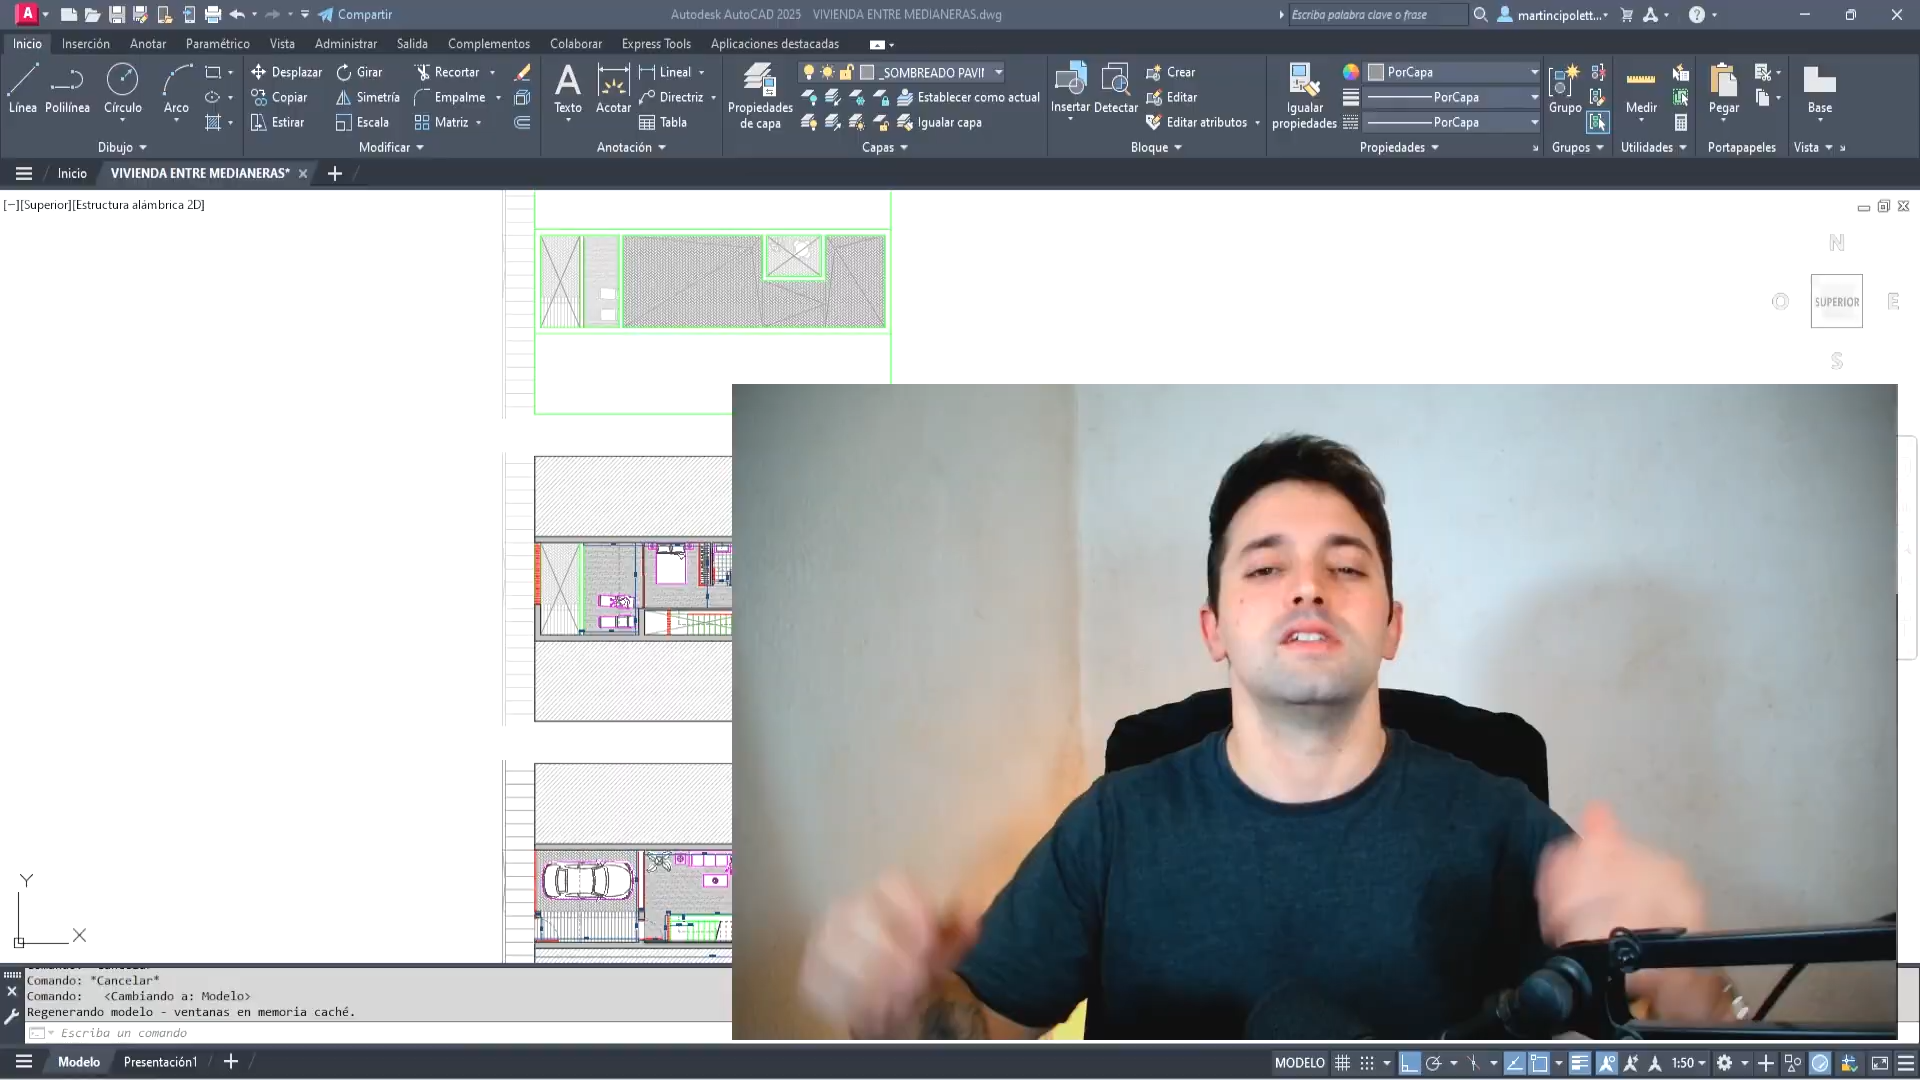 A Compartir Autodesk AutoCAD 2025 VIVIENDA ENTRE MEDIANERAS.dwg Escriba palabra clave o frase martincipolett...
Inicio Inserción Anotar Paramétrico Vista Administrar Salida Complementos Colaborar Express Tools Aplicaciones destacadas
Línea Polilínea Círculo Arco
Dibujo
Desplazar Girar Recortar
Copiar Simetría Empalme
Estirar Escala Matriz
Modificar
A Texto Acotar
Lineal
Directriz
Tabla
Anotación
Propiedades de capa
_SOMBREADO PAVI
Establecer como actual
Igualar capa
Capas
Insertar Detectar
Crear
Editar
Editar atributos
Bloque
Igualar propiedades
PorCapa
PorCapa
PorCapa
Propiedades
Grupo
Grupos
Medir
Utilidades
Pegar
Portapapeles
Base
Vista
Inicio VIVIENDA ENTRE MEDIANERAS*
[−][Superior][Estructura alámbrica 2D]
N
O SUPERIOR E
S
Y
X
Comando: *Cancelar*
Comando: <Cambiando a: Modelo>
Regenerando modelo - ventanas en memoria caché.
Escriba un comando
Modelo Presentación1 MODELO 1:50